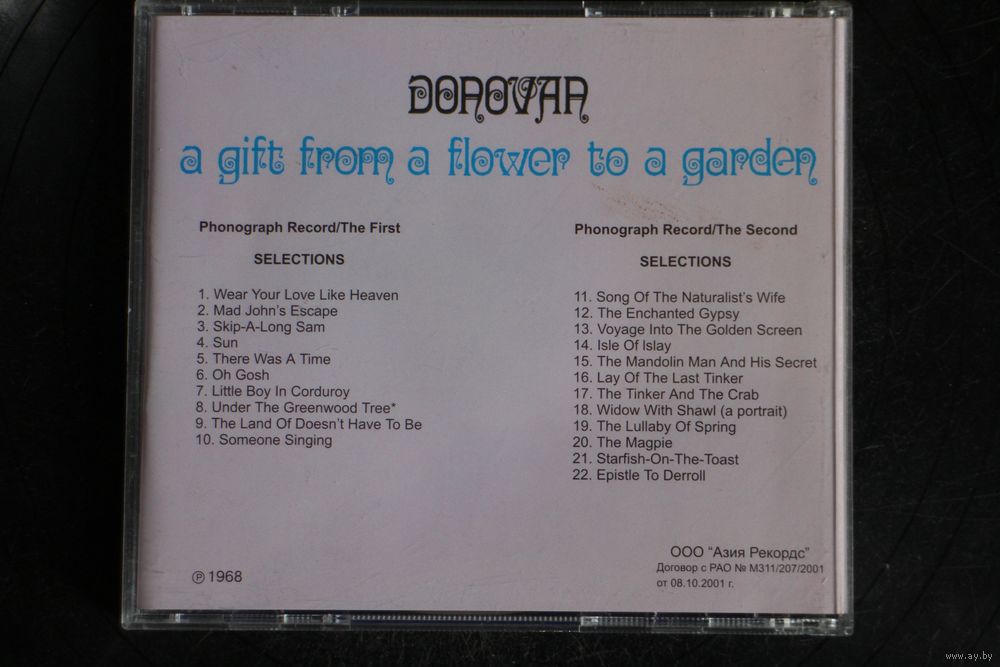 DONOVAN
a gift from a flower to a garden
Phonograph Record/The First
SELECTIONS
1. Wear Your Love Like Heaven
2. Mad John's Escape
3. Skip-A-Long Sam
4. Sun
5. There Was A Time
6. Oh Gosh
7. Little Boy In Corduroy
8. Under The Greenwood Tree*
9. The Land Of Doesn't Have To Be
10. Someone Singing
Phonograph Record/The Second
SELECTIONS
11. Song Of The Naturalist's Wife
12. The Enchanted Gypsy
13. Voyage Into The Golden Screen
14. Isle Of Islay
15. The Mandolin Man And His Secret
16. Lay Of The Last Tinker
17. The Tinker And The Crab
18. Widow With Shawl (a portrait)
19. The Lullaby Of Spring
20. The Magpie
21. Starfish-On-The-Toast
22. Epistle To Derroll
℗ 1968
ООО "Азия Рекордс"
Договор с РАО № М311/207/2001
от 08.10.2001 г.
www.ay.by